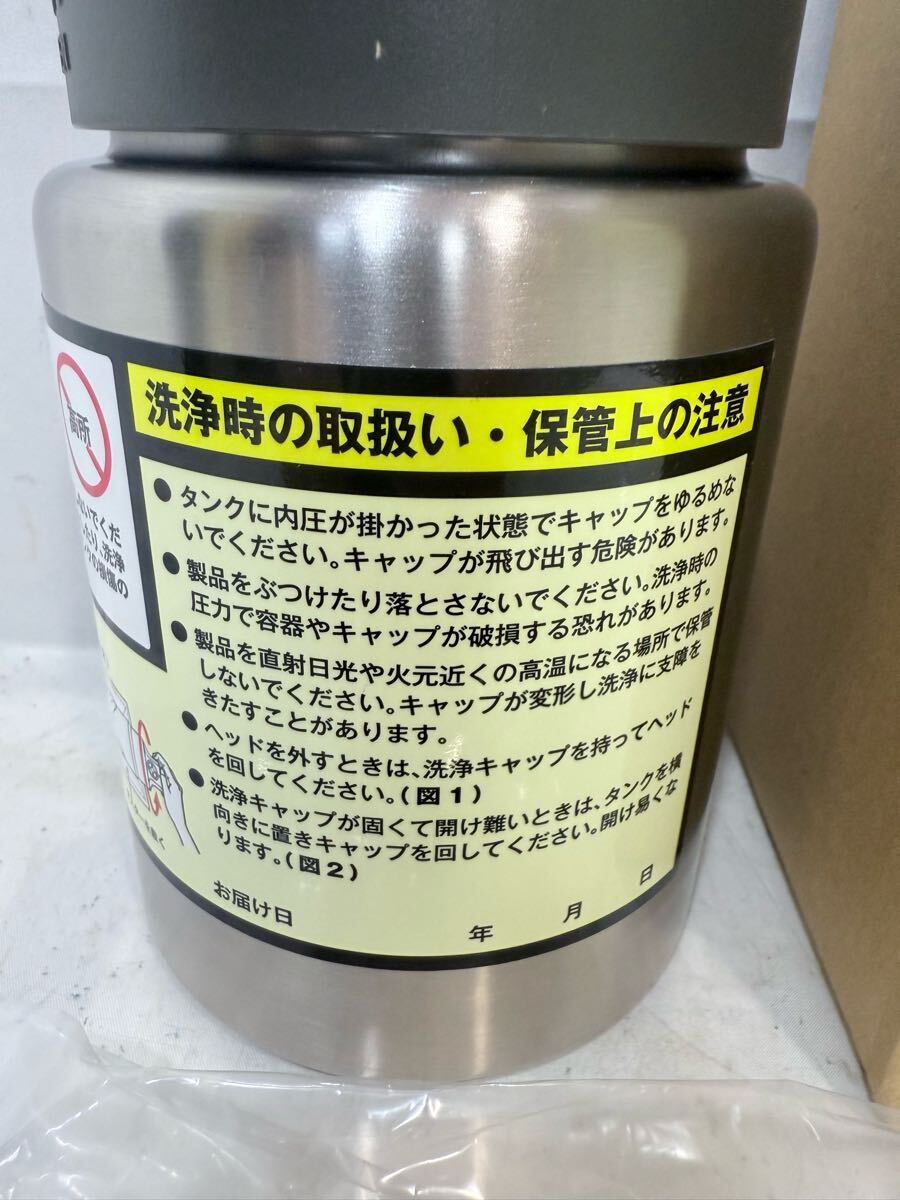 洗浄時の取扱い・保管上の注意
●タンクに内圧が掛かった状態でキャップをゆるめな
いでください。キャップが飛び出す危険があります。
●製品をぶつけたり落とさないでください。洗浄時の
圧力で容器やキャップが破損する恐れがあります。
●製品を直射日光や火元近くの高温になる場所で保管
しないでください。キャップが変形し洗浄に支障を
きたすことがあります。
●ヘッドを外すときは、洗浄キャップを持ってヘッド
を回してください。(図1)
●洗浄キャップが固くて開け難いときは、タンクを横
向きに置きキャップを回してください。開け易くな
ります。(図2)
お届け日 年 月 日
高所
いでくだ
たり、洗浄